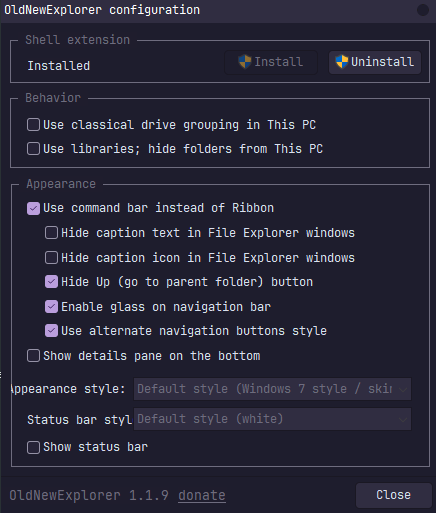 OldNewExplorer configuration
Shell extension
Installed
Install
Uninstall
Behavior
Use classical drive grouping in This PC
Use libraries; hide folders from This PC
Appearance
Use command bar instead of Ribbon
Hide caption text in File Explorer windows
Hide caption icon in File Explorer windows
Hide Up (go to parent folder) button
Enable glass on navigation bar
Use alternate navigation buttons style
Show details pane on the bottom
Appearance style: Default style (Windows 7 style / skin
Status bar styl Default style (white)
Show status bar
OldNewExplorer 1.1.9 donate
Close